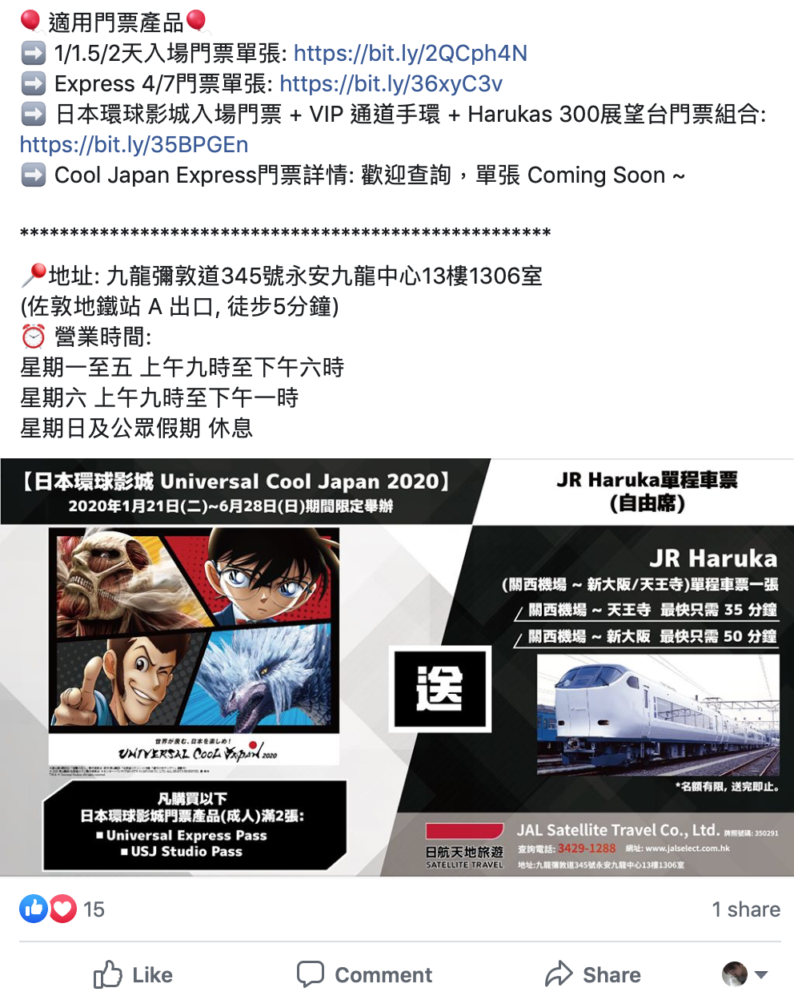 🎈適用門票產品🎈
➡️ 1/1.5/2天入場門票單張: https://bit.ly/2QCph4N
➡️ Express 4/7門票單張: https://bit.ly/36xyC3v
➡️ 日本環球影城入場門票 + VIP 通道手環 + Harukas 300展望台門票組合:
https://bit.ly/35BPGEn
➡️ Cool Japan Express門票詳情: 歡迎查詢，單張 Coming Soon ~
*****************************************************
📍地址: 九龍彌敦道345號永安九龍中心13樓1306室
(佐敦地鐵站 A 出口, 徒步5分鐘)
⏰ 營業時間:
星期一至五 上午九時至下午六時
星期六 上午九時至下午一時
星期日及公眾假期 休息
【日本環球影城 Universal Cool Japan 2020】
2020年1月21日(二)~6月28日(日)期間限定舉辦
世界が羨む、日本を楽しめ!
UNIVERSAL COOL JAPAN 2020
凡購買以下
日本環球影城門票產品(成人)滿2張:
■ Universal Express Pass
■ USJ Studio Pass
送
JR Haruka單程車票
(自由席)
JR Haruka
(關西機場 ~ 新大阪/天王寺)單程車票一張
/ 關西機場 ~ 天王寺 最快只需 35 分鐘
/ 關西機場 ~ 新大阪 最快只需 50 分鐘
*名額有限, 送完即止。
日航天地旅遊
SATELLITE TRAVEL
JAL Satellite Travel Co., Ltd. 牌照號碼: 350291
查詢電話: 3429-1288 網址: www.jalselect.com.hk
地址:九龍彌敦道345號永安九龍中心13樓1306室
15
1 share
Like
Comment
Share